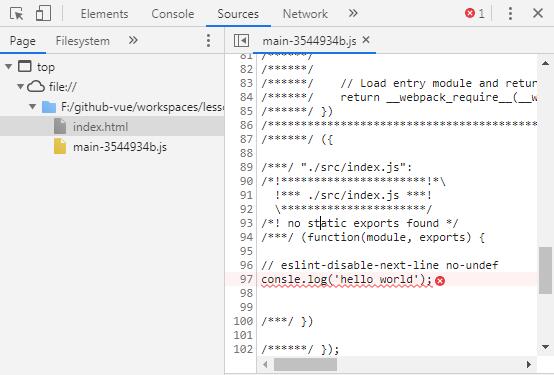 Elements Console Sources Network » 1
Page Filesystem » main-3544934b.js
top
file://
F:/github-vue/workspaces/less
index.html
main-3544934b.js
81 /******/
82 /******/
83 /******/ // Load entry module and retur
84 /******/ return __webpack_require__(__w
85 /******/ })
86 /************************************************
87 /******/ ({
88
89 /***/ "./src/index.js":
90 /*!**********************!*\
91 !*** ./src/index.js ***!
92 \**********************/
93 /*! no static exports found */
94 /***/ (function(module, exports) {
95
96 // eslint-disable-next-line no-undef
97 consle.log('hello world');
98
99
100 /***/ })
101
102 /******/ });